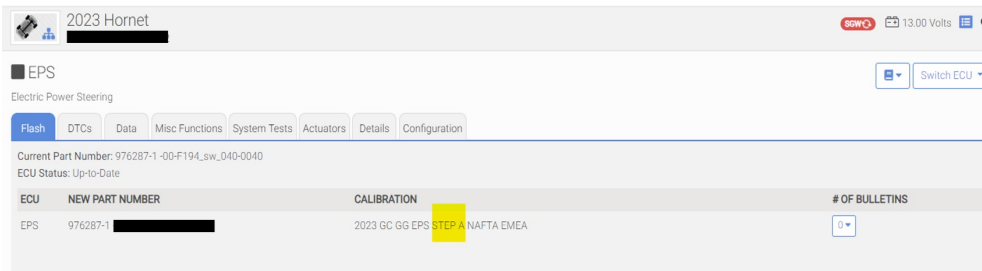 2023 Hornet
SGW 13.00 Volts
EPS
Switch ECU
Electric Power Steering
Flash DTCs Data Misc Functions System Tests Actuators Details Configuration
Current Part Number: 976287-1 -00-F194_sw_040-0040
ECU Status: Up-to-Date
ECU NEW PART NUMBER CALIBRATION # OF BULLETINS
EPS 976287-1 2023 GC GG EPS STEP A NAFTA EMEA 0